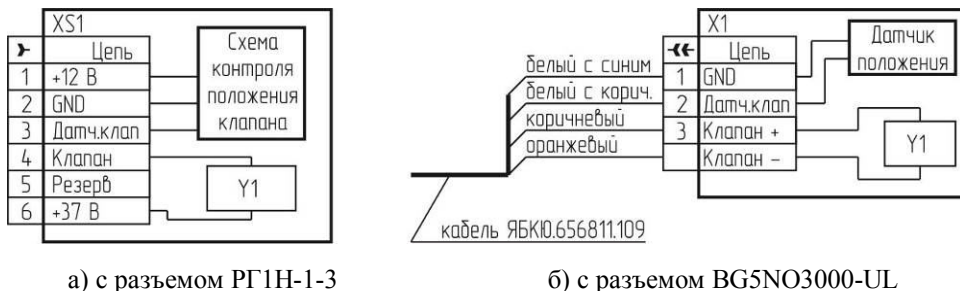 XS1
Цепь
1 +12 В
2 GND
3 Датч.клап
4 Клапан
5 Резерв
6 +37 В
Схема
контроля
положения
клапана
Y1
белый с синим
белый с корич.
коричневый
оранжевый
кабель ЯБКЮ.656811.109
X1
Цепь
1 GND
2 Датч.клап
3 Клапан +
Клапан –
Датчик
положения
Y1
а) с разъемом РГ1Н-1-3
б) с разъемом BG5NO3000-UL